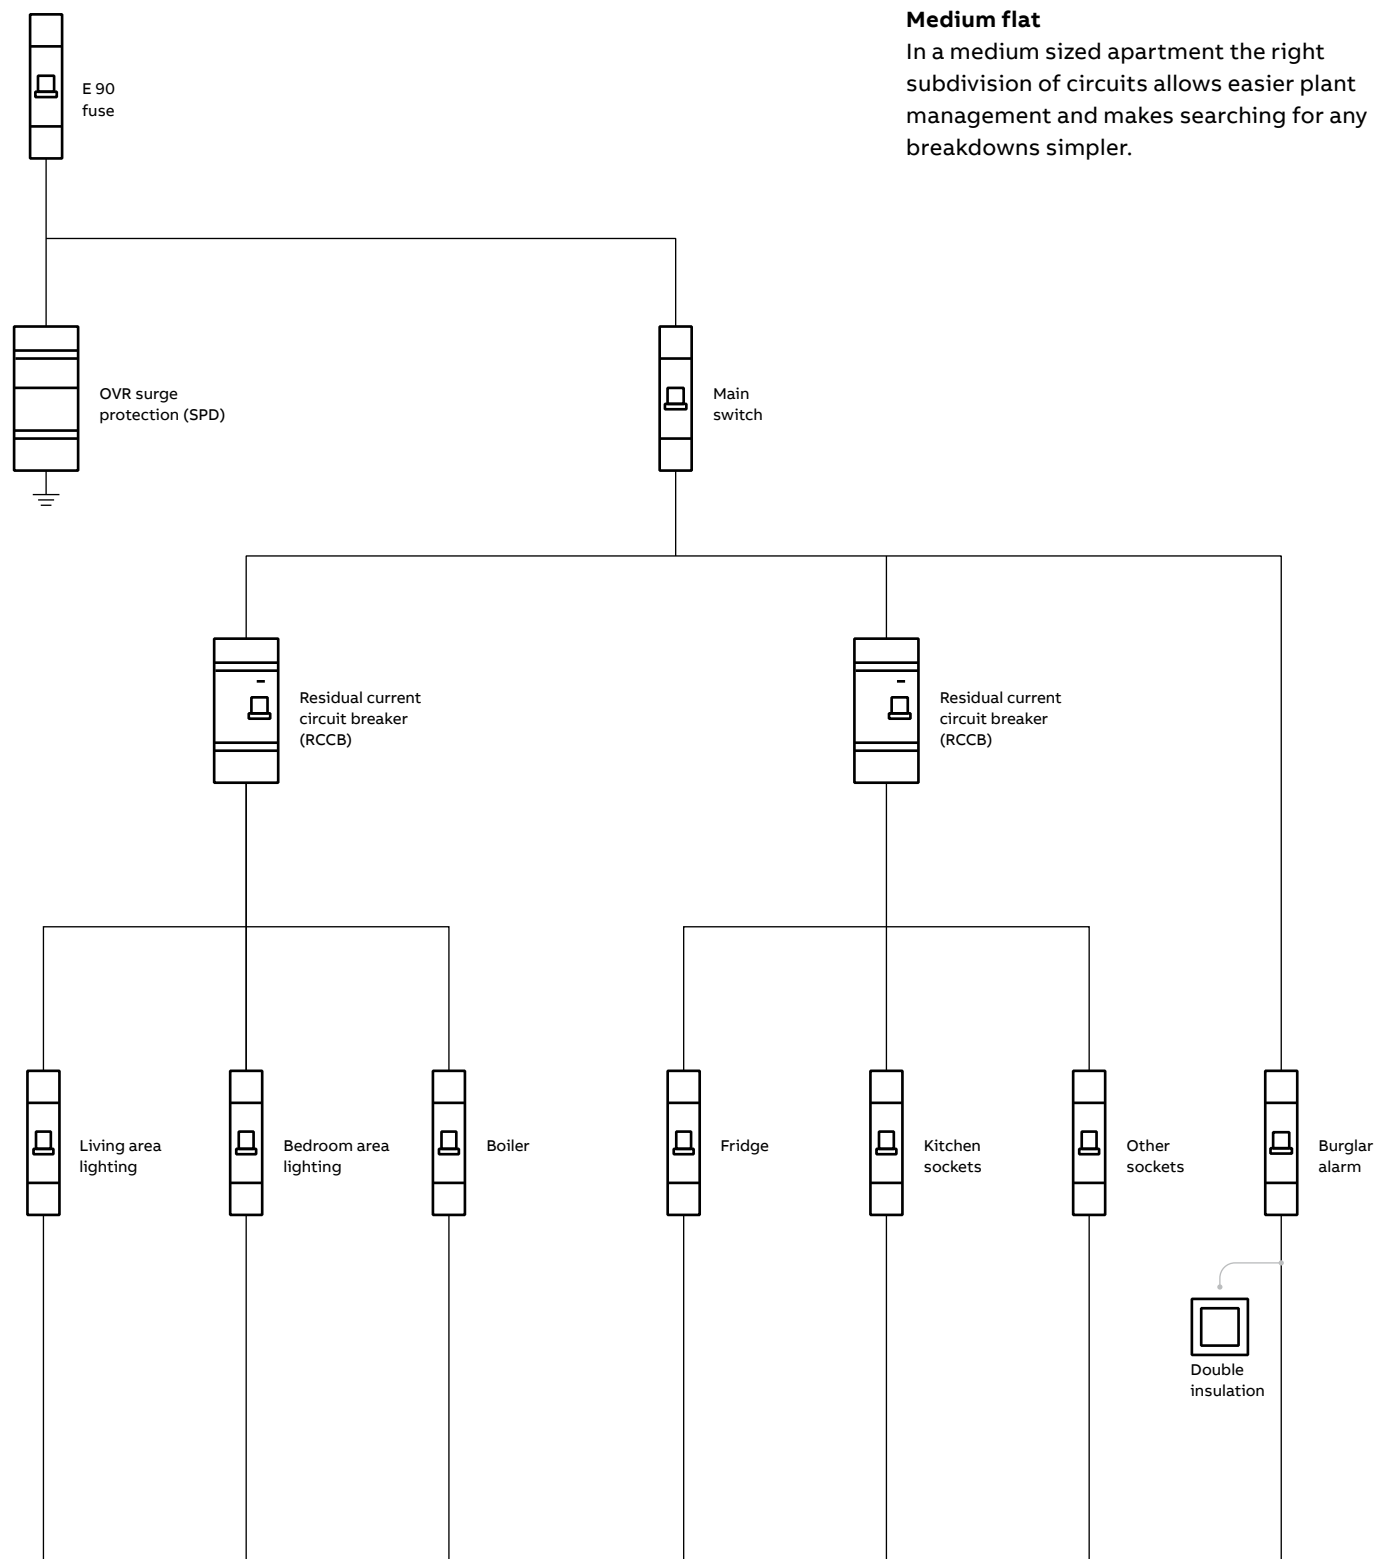 Medium flat
In a medium sized apartment the right
subdivision of circuits allows easier plant
management and makes searching for any
breakdowns simpler.
E 90
fuse
OVR surge
protection (SPD)
Main
switch
Residual current
circuit breaker
(RCCB)
Residual current
circuit breaker
(RCCB)
Living area
lighting
Bedroom area
lighting
Boiler
Fridge
Kitchen
sockets
Other
sockets
Burglar
alarm
Double
insulation